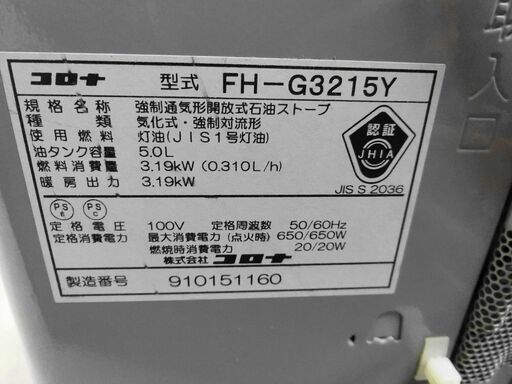 コロナ 型式 FH-G3215Y
規格名称 強制通気形開放式石油ストーブ
種類 気化式・強制対流形
使用燃料 灯油(JIS1号灯油)
油タンク容量 5.0L
燃料消費量 3.19kW (0.310L/h)
暖房出力 3.19kW
認証
JHIA
JIS S 2036
PS E PS C
定格電圧 100V 定格周波数 50/60Hz
定格消費電力 最大消費電力(点火時) 650/650W
燃焼時消費電力 20/20W
株式会社 コロナ
製造番号 910151160
取入口